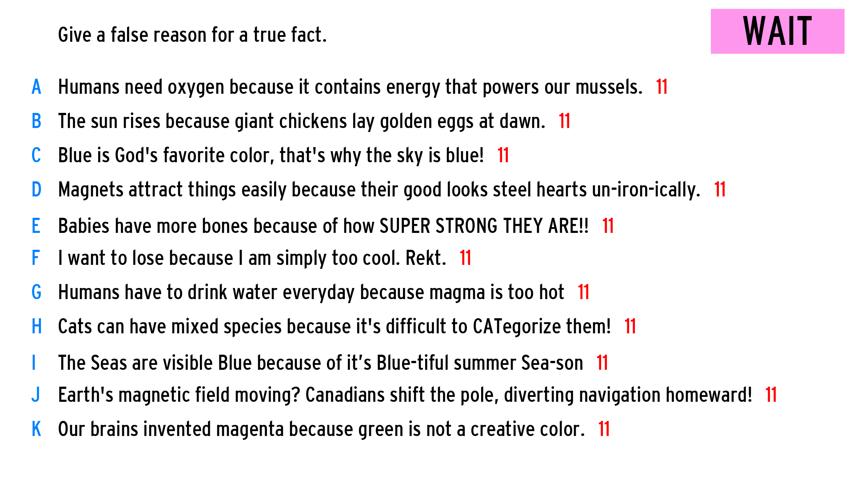 Give a false reason for a true fact.
WAIT
A Humans need oxygen because it contains energy that powers our mussels. 11
B The sun rises because giant chickens lay golden eggs at dawn. 11
C Blue is God's favorite color, that's why the sky is blue! 11
D Magnets attract things easily because their good looks steel hearts un-iron-ically. 11
E Babies have more bones because of how SUPER STRONG THEY ARE!! 11
F I want to lose because I am simply too cool. Rekt. 11
G Humans have to drink water everyday because magma is too hot 11
H Cats can have mixed species because it's difficult to CATegorize them! 11
I The Seas are visible Blue because of it’s Blue-tiful summer Sea-son 11
J Earth's magnetic field moving? Canadians shift the pole, diverting navigation homeward! 11
K Our brains invented magenta because green is not a creative color. 11